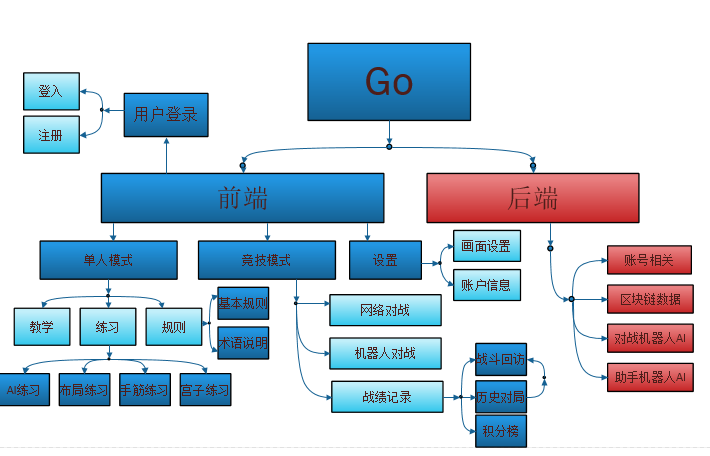 Go
登入
用户登录
注册
前端
后端
单人模式
竞技模式
设置
画面设置
账户信息
账号相关
区块链数据
对战机器人AI
助手机器人AI
教学
练习
规则
基本规则
术语说明
网络对战
机器人对战
战绩记录
AI练习
布局练习
手筋练习
宫子练习
战斗回访
历史对局
积分榜